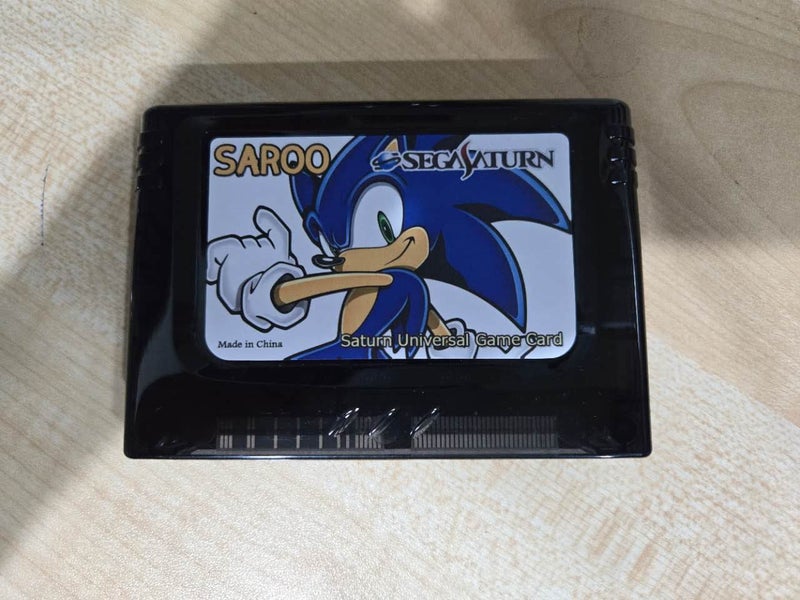 SAROO
SEGA SATURN
Made in China
Saturn Universal Game Card